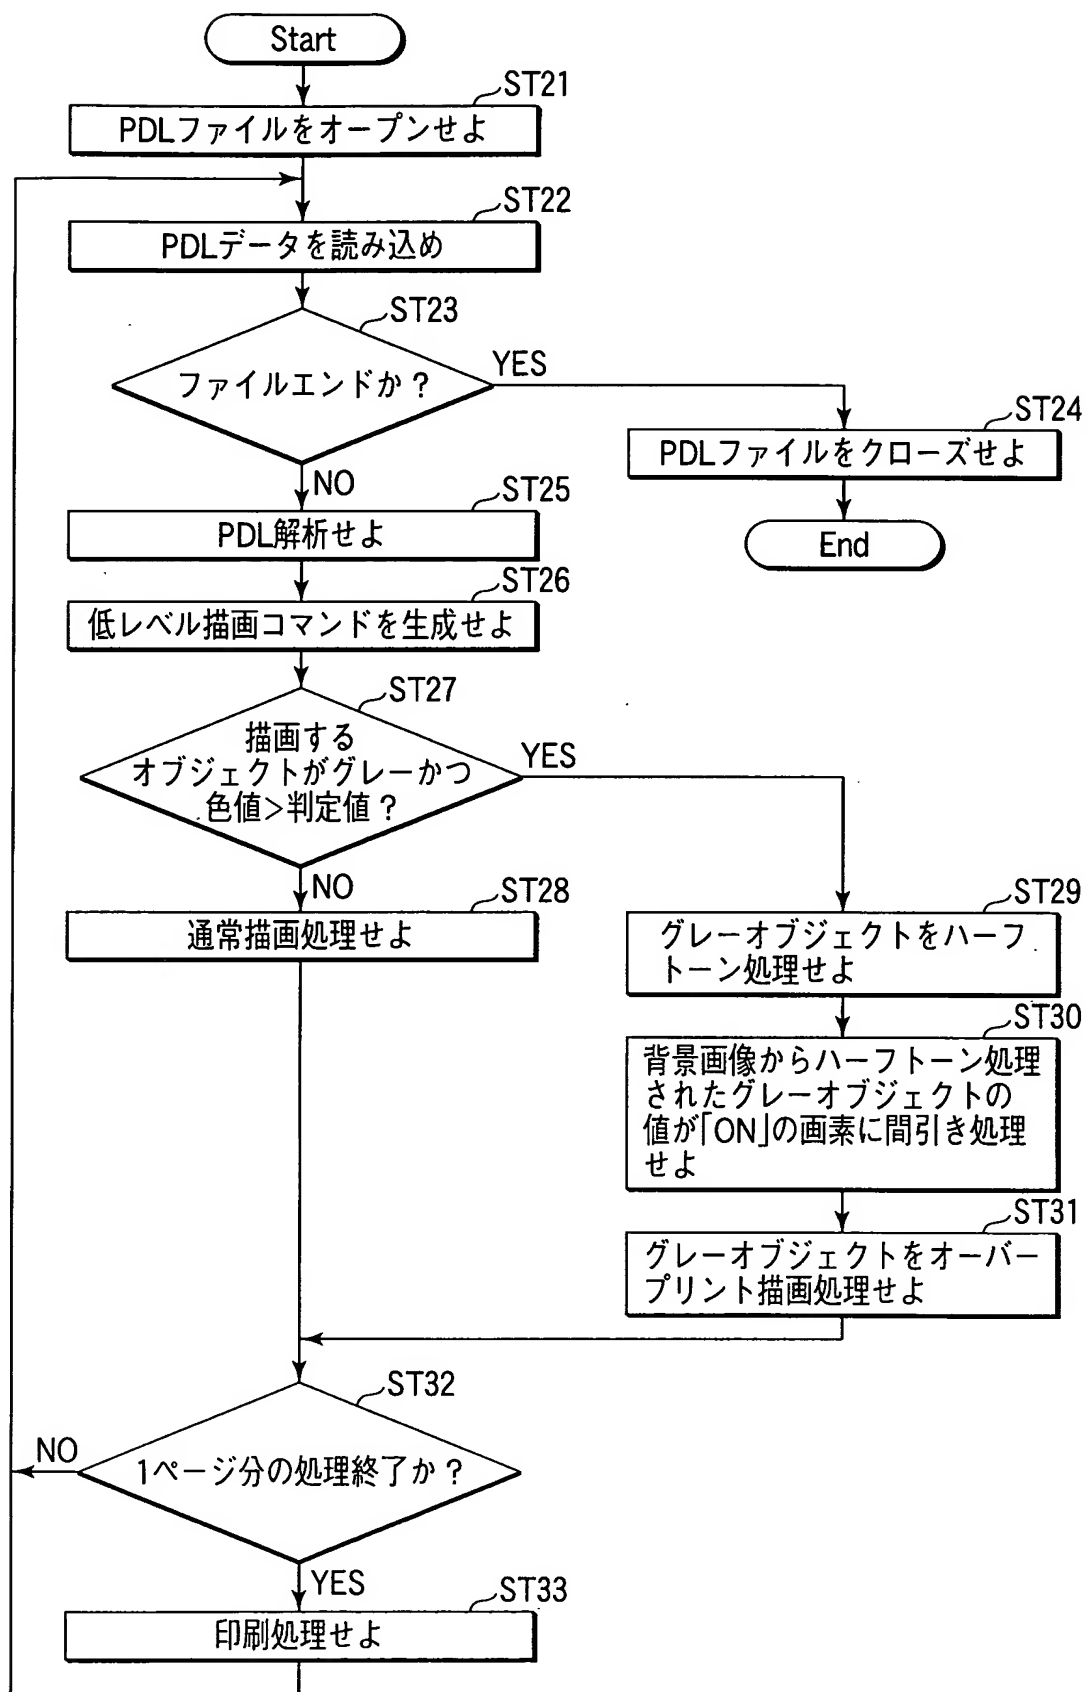 Start
ST21
PDLファイルをオープンせよ
ST22
PDLデータを読み込め
ST23
ファイルエンドか？
YES
ST24
PDLファイルをクローズせよ
End
NO
ST25
PDL解析せよ
ST26
低レベル描画コマンドを生成せよ
ST27
描画する
オブジェクトがグレーかつ
色値>判定値？
YES
NO
ST28
通常描画処理せよ
ST29
グレーオブジェクトをハーフ
トーン処理せよ
ST30
背景画像からハーフトーン処理
されたグレーオブジェクトの
値が「ON」の画素に間引き処理
せよ
ST31
グレーオブジェクトをオーバー
プリント描画処理せよ
ST32
NO
1ページ分の処理終了か？
YES
ST33
印刷処理せよ